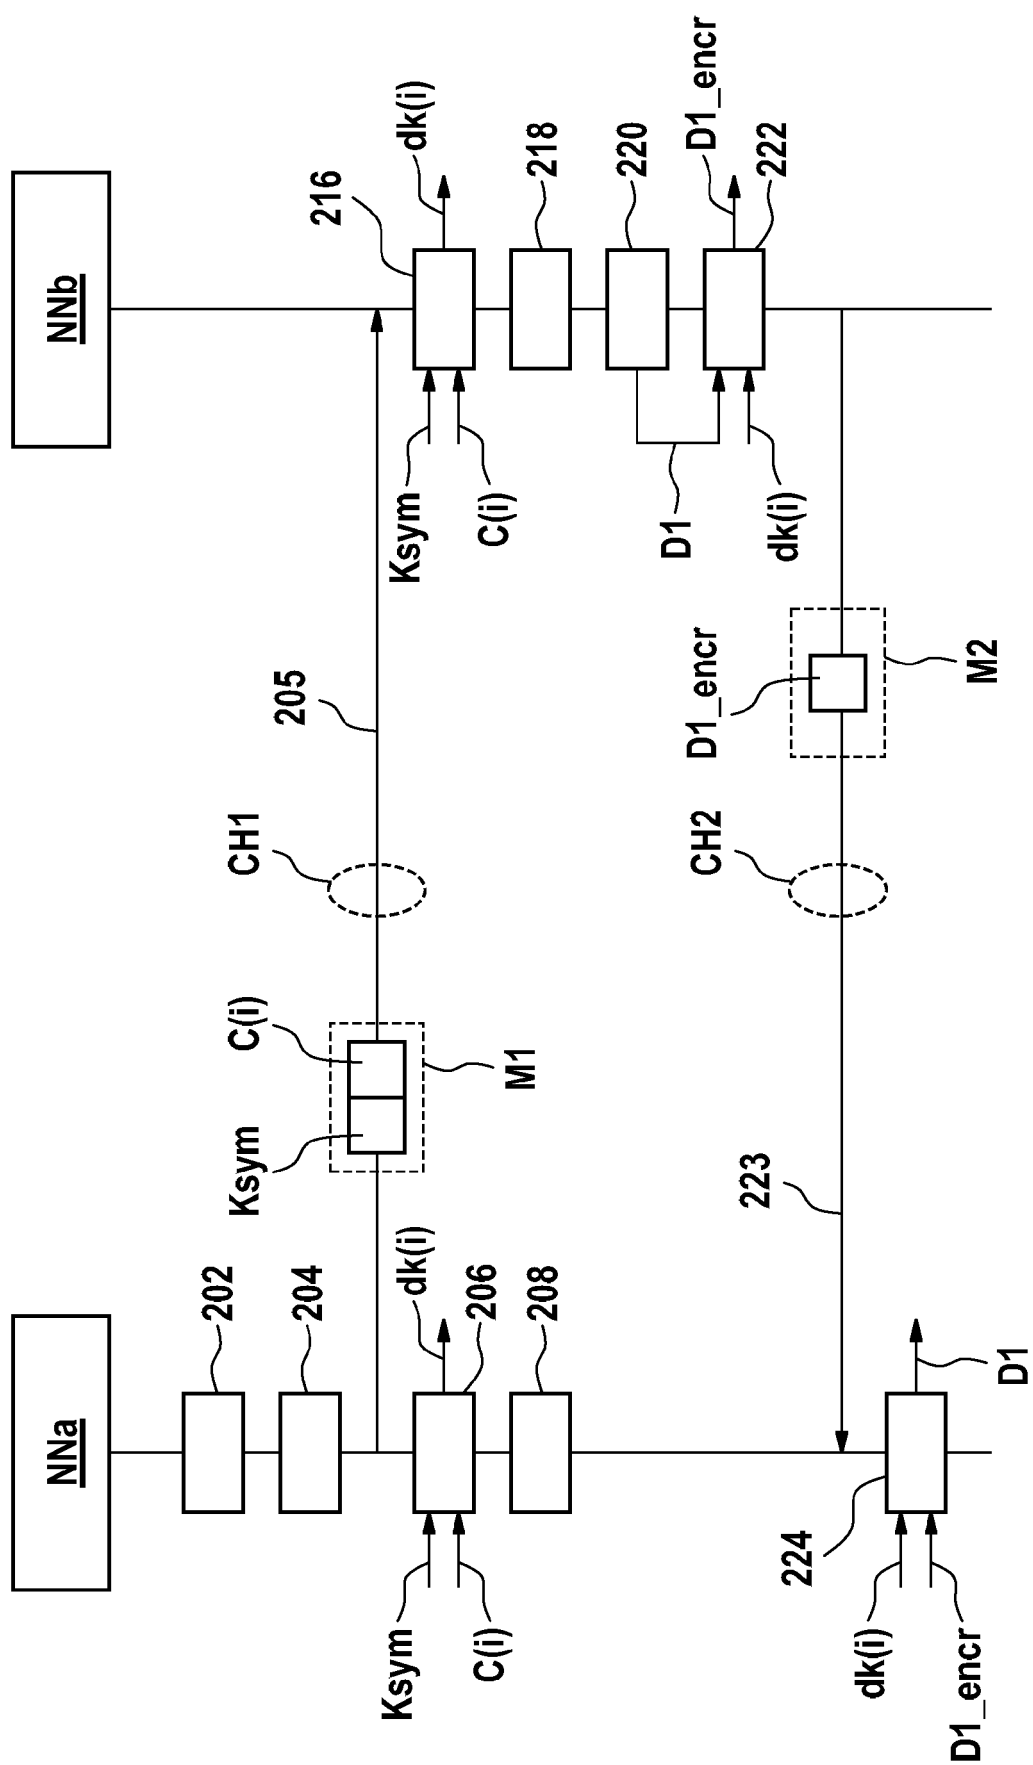 NNa
NNb
202
204
Ksym
C(i)
M1
CH1
205
216
dk(i)
206
208
Ksym
C(i)
Ksym
C(i)
dk(i)
218
220
D1
dk(i)
D1_encr
222
223
CH2
D1_encr
M2
224
dk(i)
D1_encr
D1